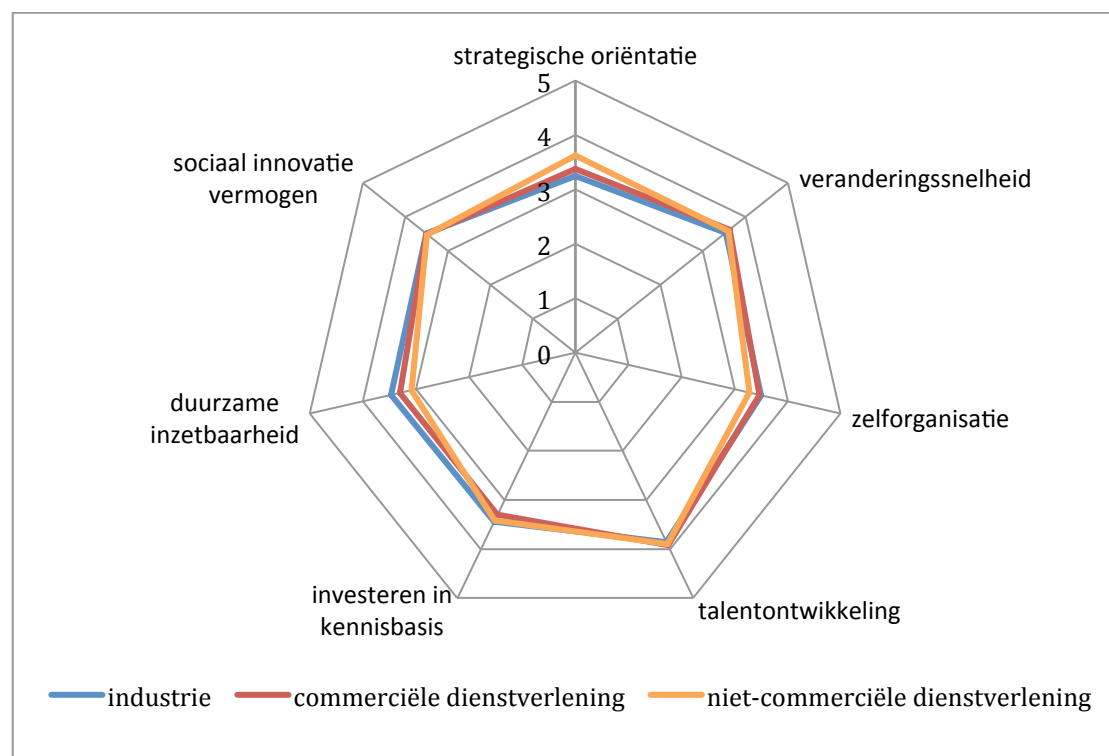 strategische oriëntatie
5
4
3
2
1
0
veranderingssnelheid
zelforganisatie
talentontwikkeling
investeren in
kennisbasis
duurzame
inzetbaarheid
sociaal innovatie
vermogen
industrie
commerciële dienstverlening
niet-commerciële dienstverlening